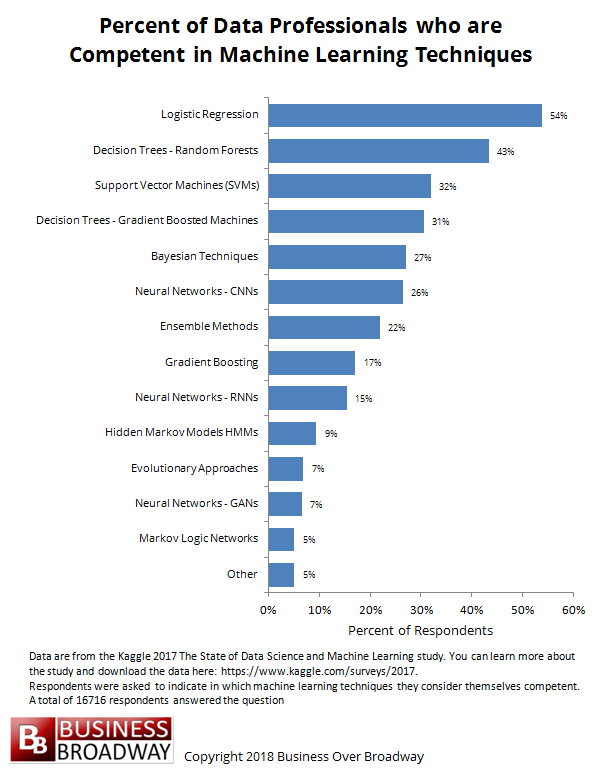 Percent of Data Professionals who are
Competent in Machine Learning Techniques
Logistic Regression 54%
Decision Trees - Random Forests 43%
Support Vector Machines (SVMs) 32%
Decision Trees - Gradient Boosted Machines 31%
Bayesian Techniques 27%
Neural Networks - CNNs 26%
Ensemble Methods 22%
Gradient Boosting 17%
Neural Networks - RNNs 15%
Hidden Markov Models HMMs 9%
Evolutionary Approaches 7%
Neural Networks - GANs 7%
Markov Logic Networks 5%
Other 5%
0% 10% 20% 30% 40% 50% 60%
Percent of Respondents
Data are from the Kaggle 2017 The State of Data Science and Machine Learning study. You can learn more about
the study and download the data here: https://www.kaggle.com/surveys/2017.
Respondents were asked to indicate in which machine learning techniques they consider themselves competent.
A total of 16716 respondents answered the question
BB BUSINESS
BROADWAY
Copyright 2018 Business Over Broadway